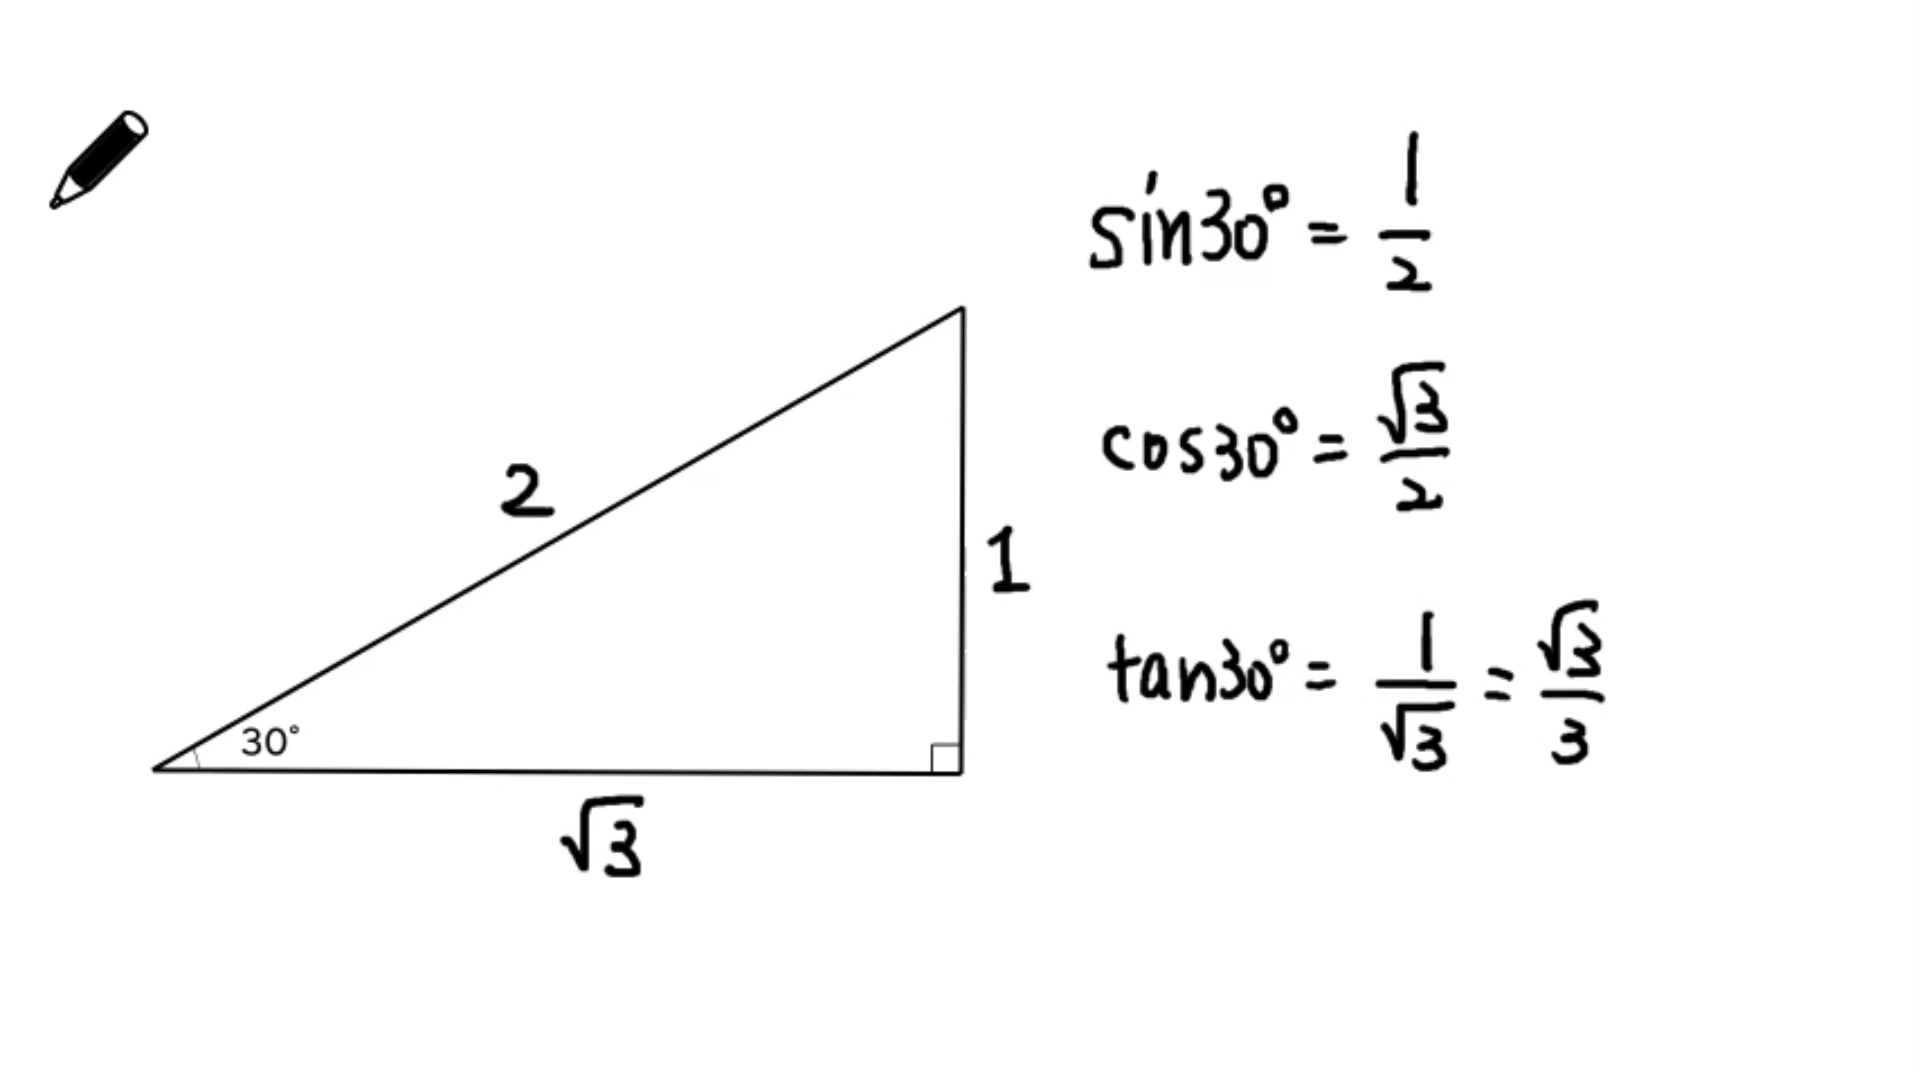 sin30° = 1/2
cos30° = √3/2
2
1
tan30° = 1/√3 = √3/3
30°
√3